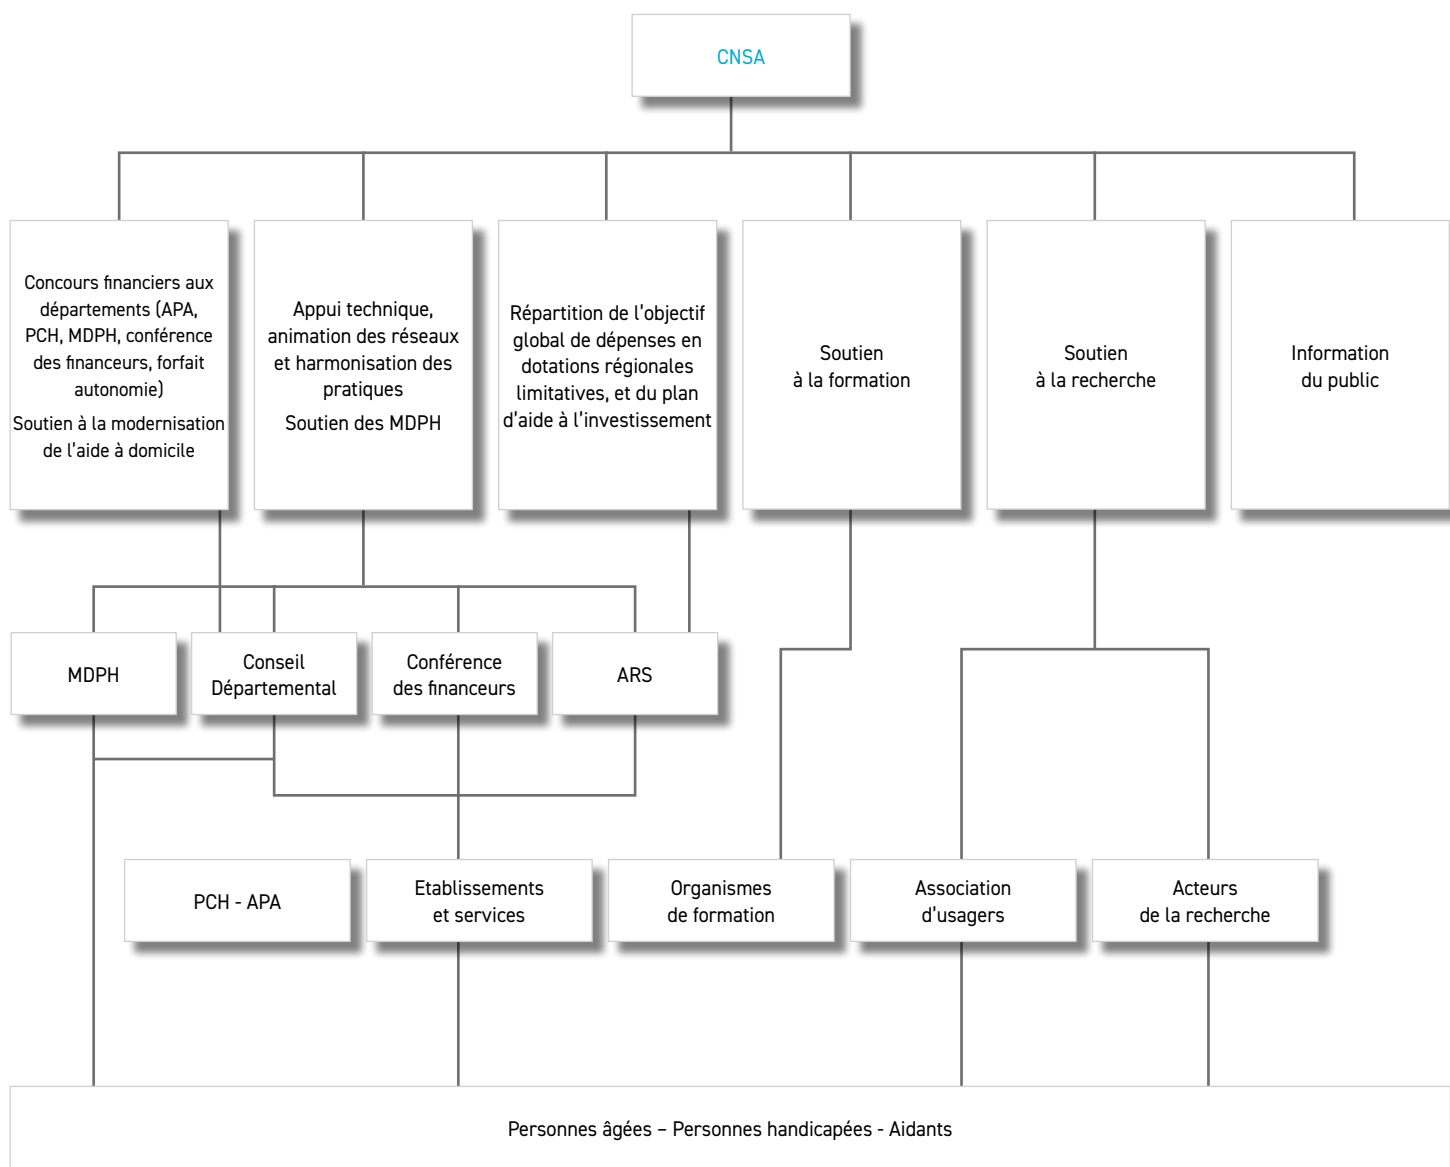 CNSA
Concours financiers aux
départements (APA,
PCH, MDPH, conférence
des financeurs, forfait
autonomie)
Soutien à la modernisation
de l'aide à domicile
Appui technique,
animation des réseaux
et harmonisation des
pratiques
Soutien des MDPH
Répartition de l'objectif
global de dépenses en
dotations régionales
limitatives, et du plan
d'aide à l'investissement
Soutien
à la formation
Soutien
à la recherche
Information
du public
MDPH
Conseil
Départemental
Conférence
des financeurs
ARS
PCH - APA
Etablissements
et services
Organismes
de formation
Association
d'usagers
Acteurs
de la recherche
Personnes âgées – Personnes handicapées - Aidants